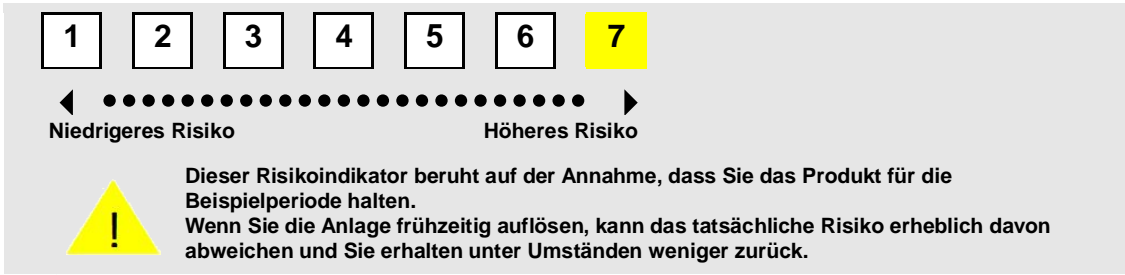 1 2 3 4 5 6 7
Niedrigeres Risiko Höheres Risiko
!
Dieser Risikoindikator beruht auf der Annahme, dass Sie das Produkt für die
Beispielperiode halten.
Wenn Sie die Anlage frühzeitig auflösen, kann das tatsächliche Risiko erheblich davon
abweichen und Sie erhalten unter Umständen weniger zurück.